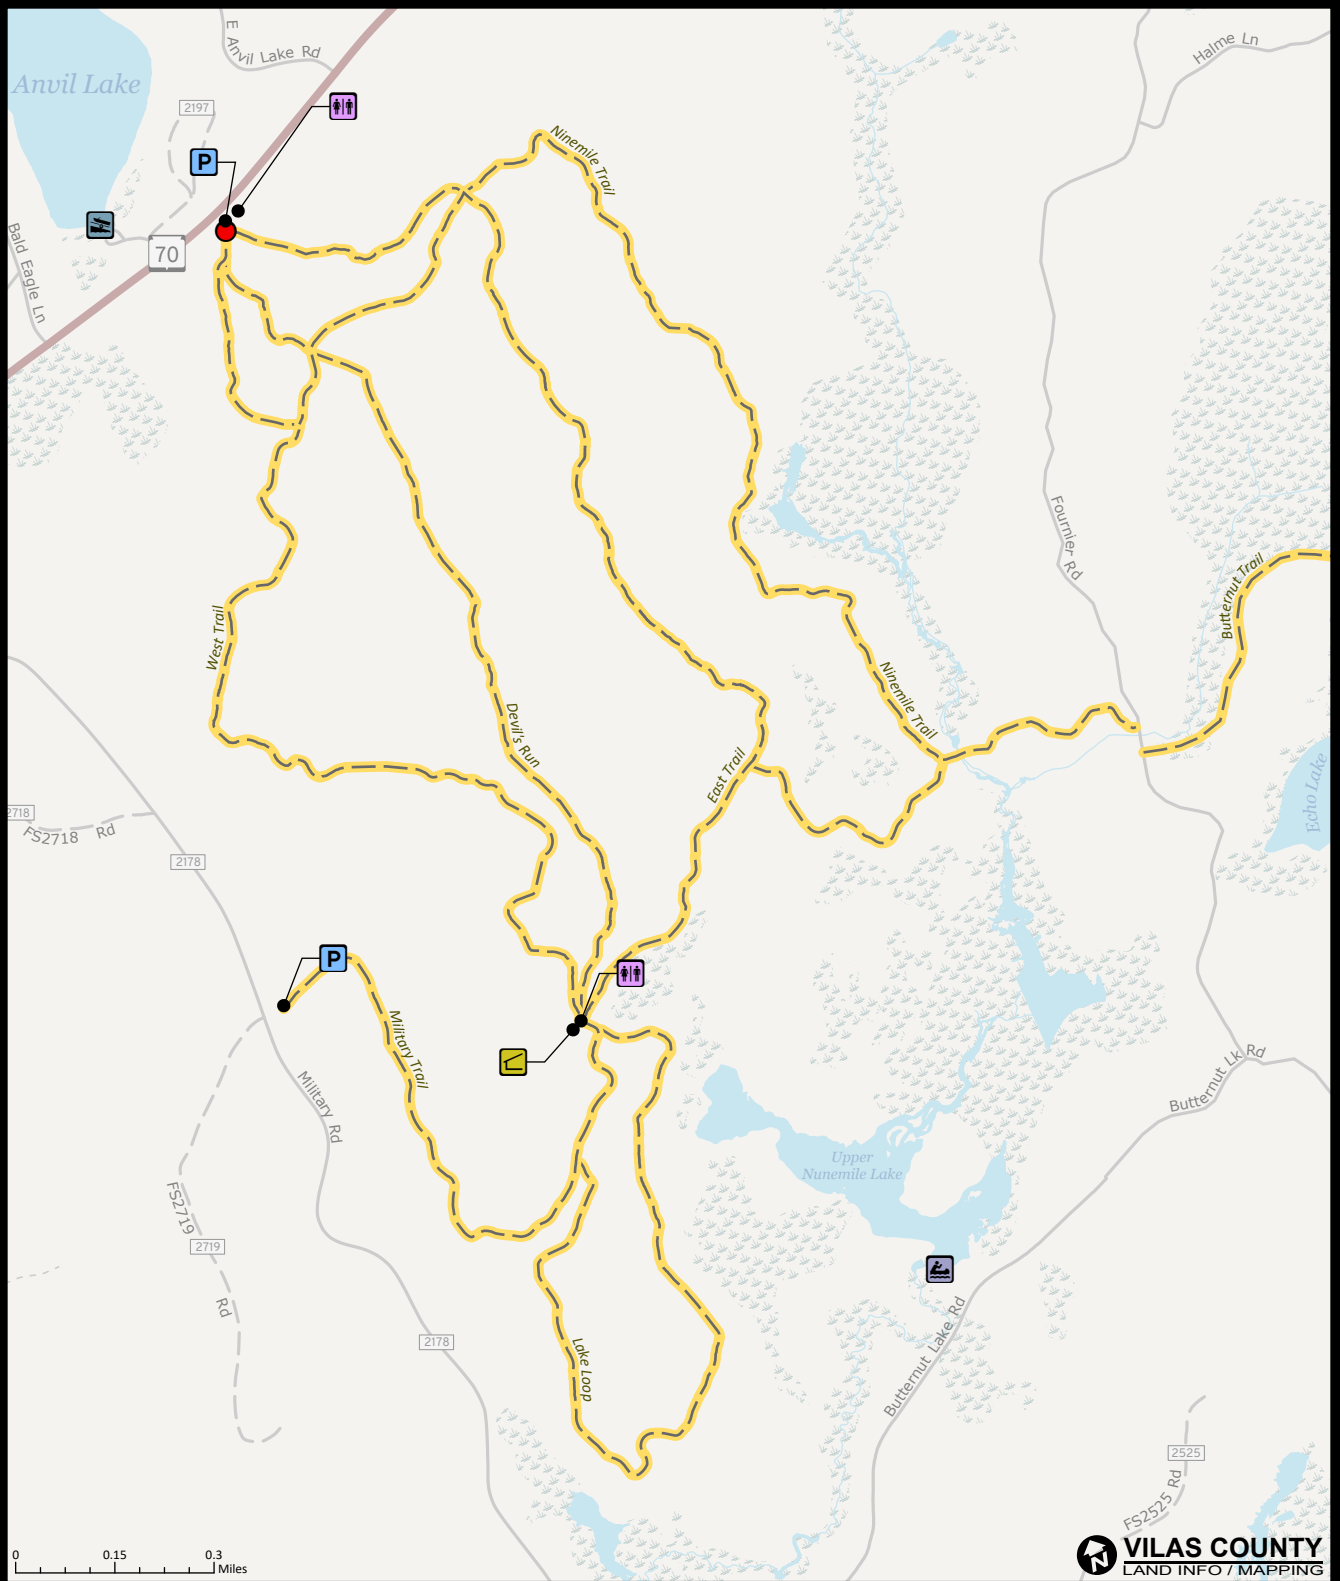 E Anvil Lake Rd
Halme Ln
Anvil Lake
2197
P
Ninemile Trail
Bald Eagle Ln
70
Fournier Rd
Butternut Trail
West Trail
Ninemile Trail
Devil's Run
East Trail
Echo Lake
2718
FS2718 Rd
2178
P
Military Trail
Military Rd
Butternut Lk Rd
Upper
Nunemile Lake
FS2719
2719
Rd
2178
Lake Loop
Butternut Lake Rd
2525
FS2525 Rd
0 0.15 0.3
Miles
N
VILAS COUNTY
LAND INFO / MAPPING